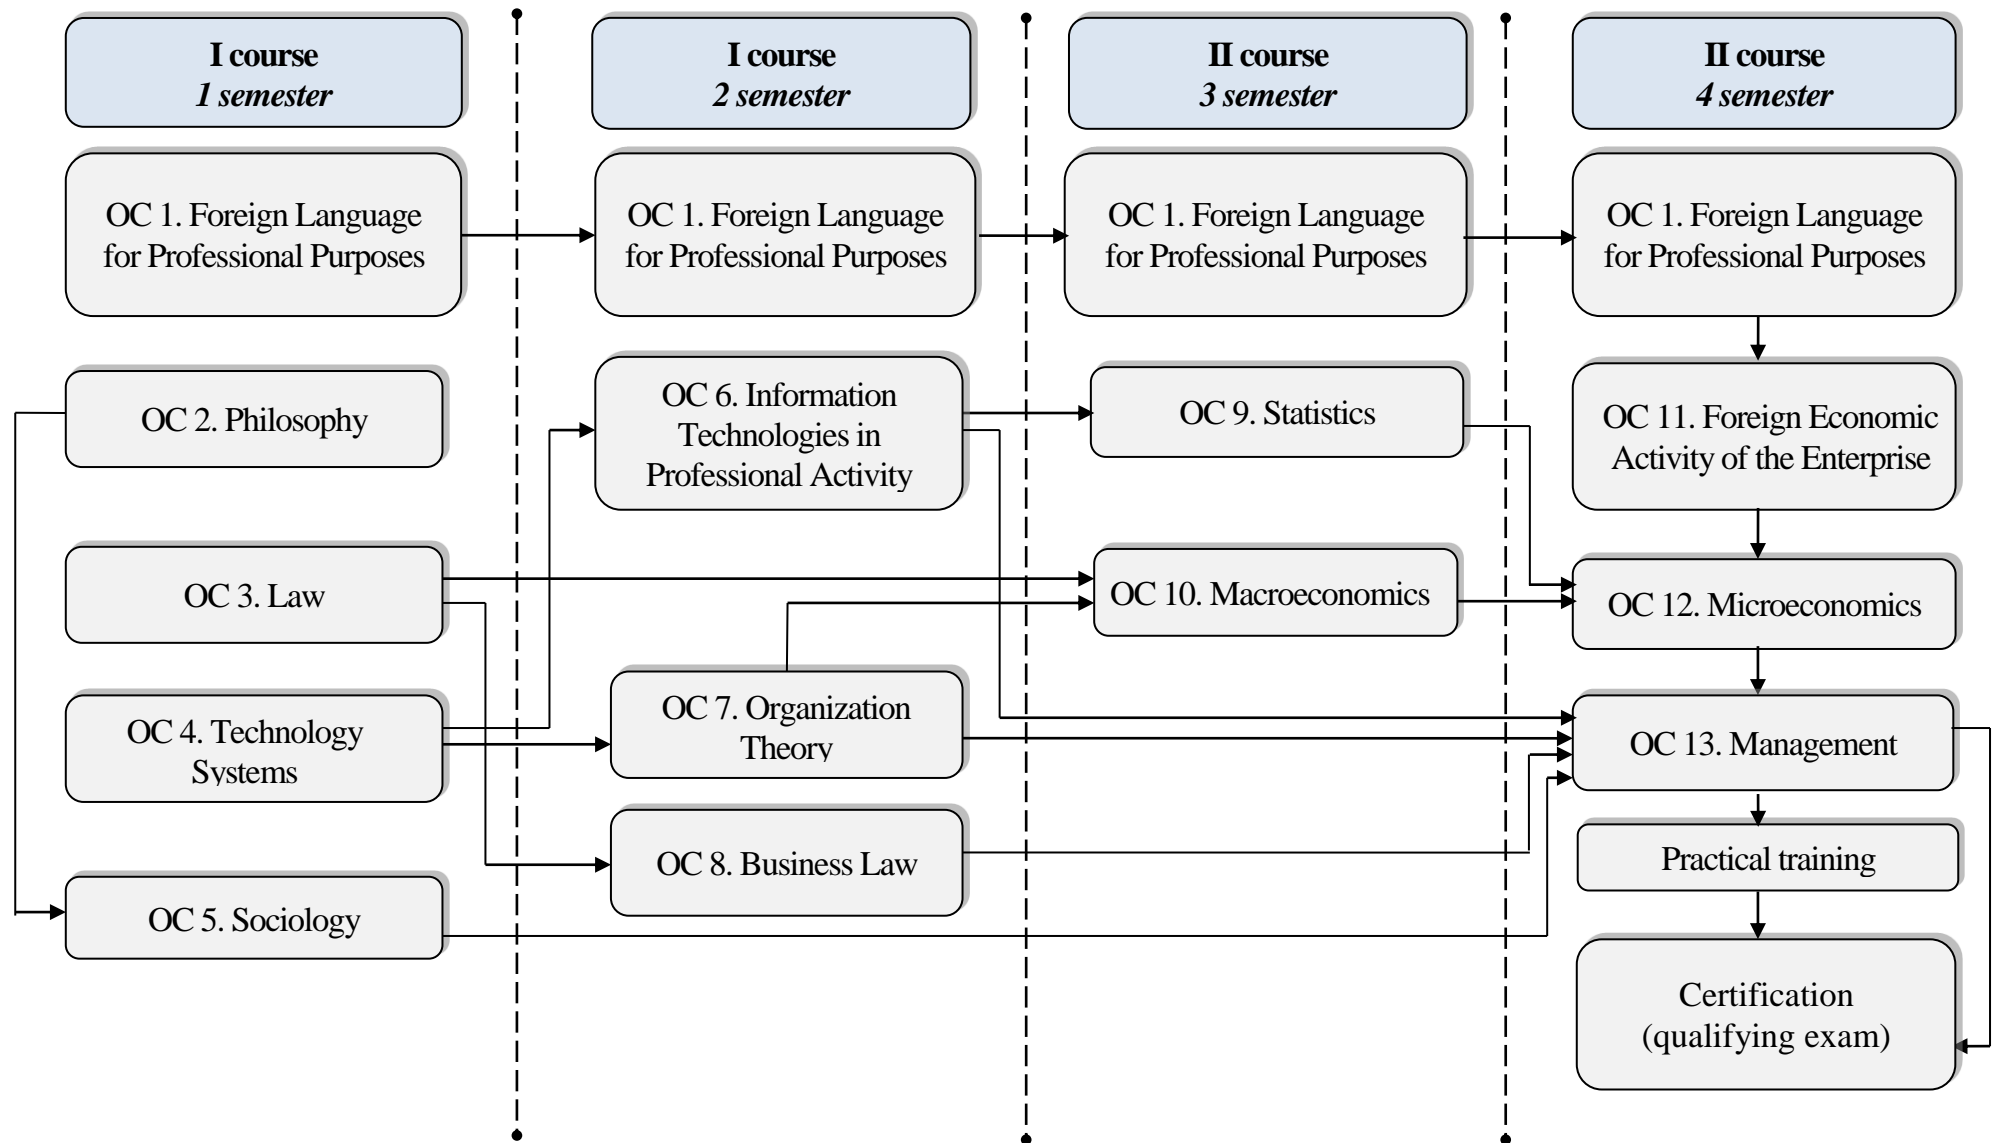 I course
1 semester
I course
2 semester
II course
3 semester
II course
4 semester
OC 1. Foreign Language
for Professional Purposes
OC 1. Foreign Language
for Professional Purposes
OC 1. Foreign Language
for Professional Purposes
OC 1. Foreign Language
for Professional Purposes
OC 2. Philosophy
OC 6. Information
Technologies in
Professional Activity
OC 9. Statistics
OC 11. Foreign Economic
Activity of the Enterprise
OC 3. Law
OC 10. Macroeconomics
OC 12. Microeconomics
OC 4. Technology
Systems
OC 7. Organization
Theory
OC 13. Management
OC 8. Business Law
Practical training
OC 5. Sociology
Certification
(qualifying exam)